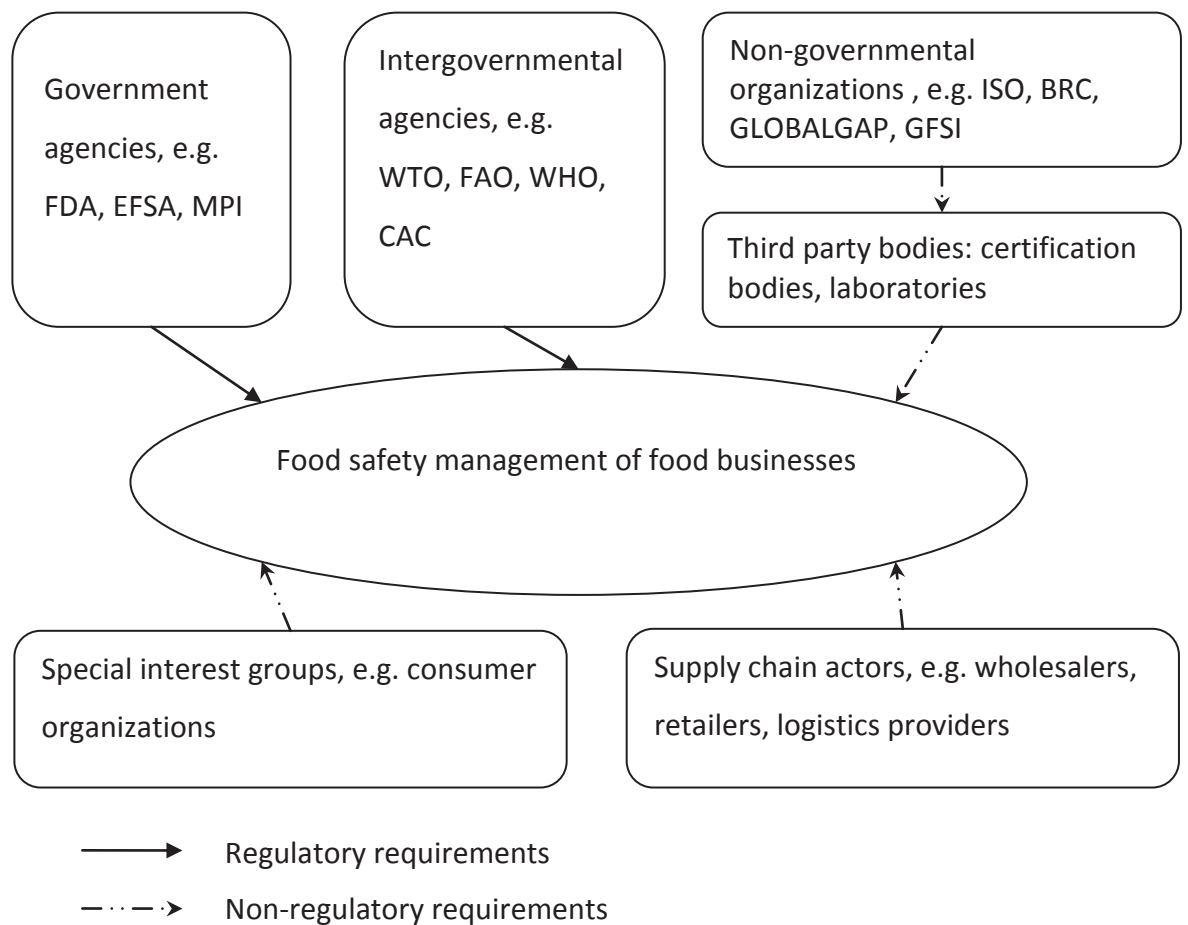 Government
agencies, e.g.
FDA, EFSA, MPI
Intergovernmental
agencies, e.g.
WTO, FAO, WHO,
CAC
Non-governmental
organizations , e.g. ISO, BRC,
GLOBALGAP, GFSI
Third party bodies: certification
bodies, laboratories
Food safety management of food businesses
Special interest groups, e.g. consumer
organizations
Supply chain actors, e.g. wholesalers,
retailers, logistics providers
Regulatory requirements
Non-regulatory requirements